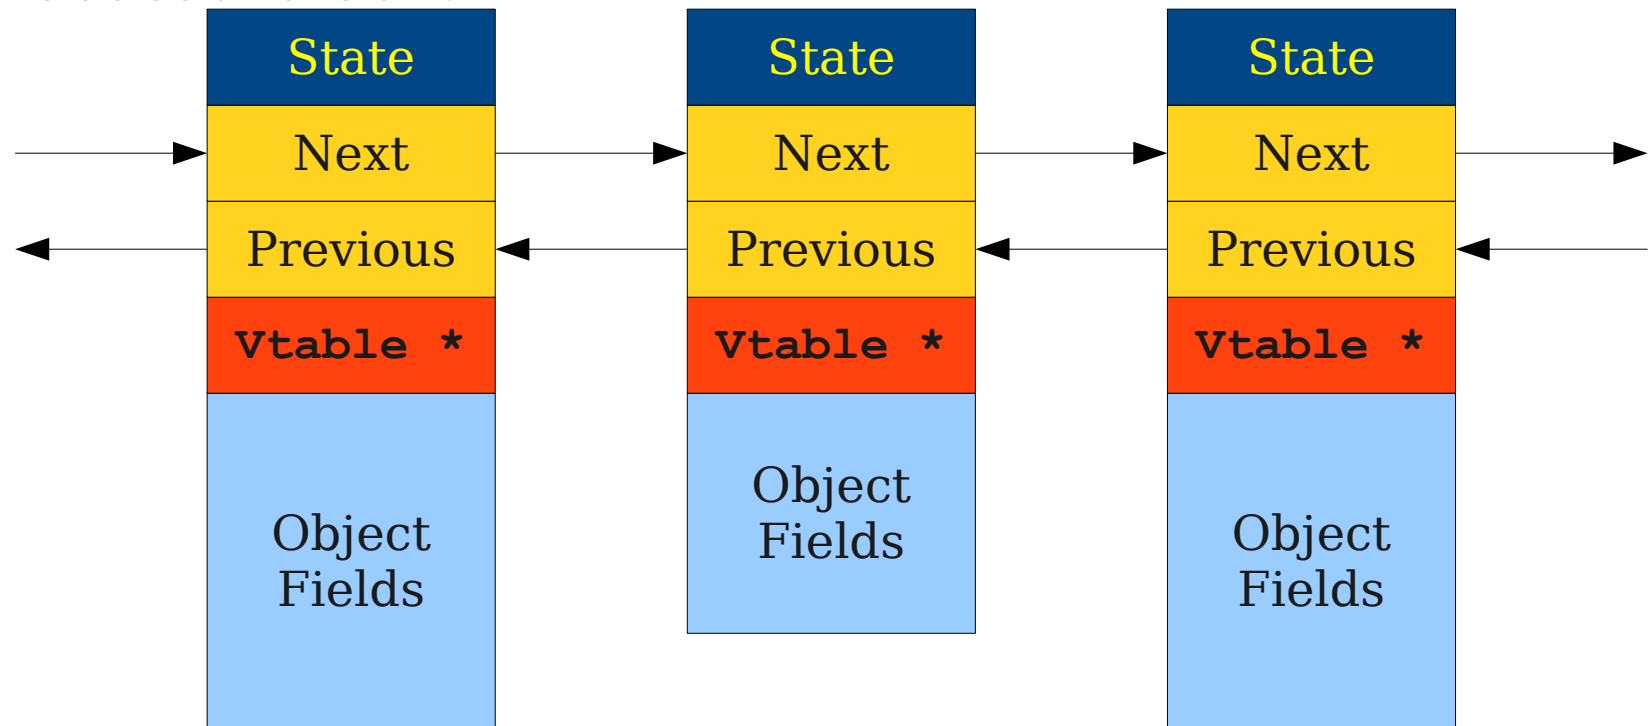 State
State
State
Next
Next
Next
Previous
Previous
Previous
Vtable *
Vtable *
Vtable *
Object
Fields
Object
Fields
Object
Fields